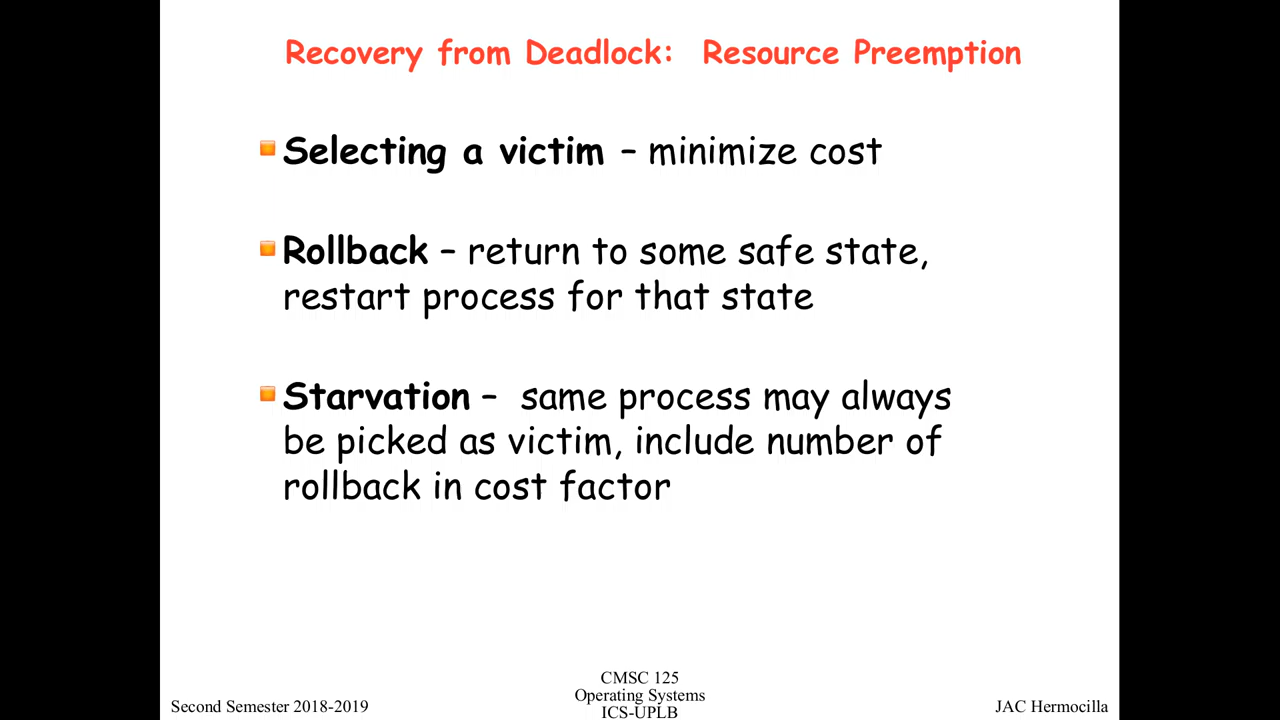 Recovery from Deadlock: Resource Preemption
Selecting a victim – minimize cost
Rollback – return to some safe state,
restart process for that state
Starvation – same process may always
be picked as victim, include number of
rollback in cost factor
Second Semester 2018-2019
CMSC 125
Operating Systems
ICS-UPLB
JAC Hermocilla